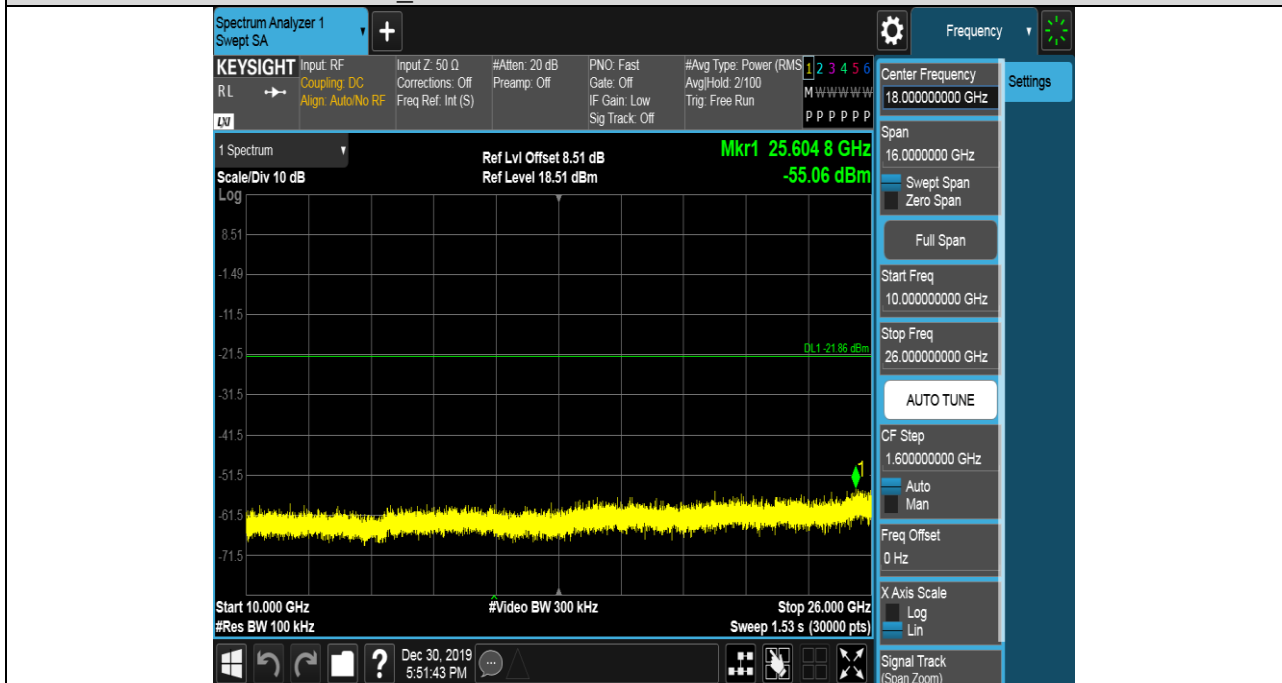 Spectrum Analyzer 1
Swept SA
+
Frequency
KEYSIGHT
RL
LXI
Input: RF
Coupling: DC
Align: Auto/No RF
Input Z: 50 Ω
Corrections: Off
Freq Ref: Int (S)
#Atten: 20 dB
Preamp: Off
PNO: Fast
Gate: Off
IF Gain: Low
Sig Track: Off
#Avg Type: Power (RMS
Avg|Hold: 2/100
Trig: Free Run
1 2 3 4 5 6
M W W W W W
P P P P P P
1 Spectrum
Scale/Div 10 dB
Ref Lvl Offset 8.51 dB
Ref Level 18.51 dBm
Mkr1 25.604 8 GHz
-55.06 dBm
Log
8.51
-1.49
-11.5
-21.5
DL1 -21.86 dBm
-31.5
-41.5
-51.5
1
-61.5
-71.5
Start 10.000 GHz
#Res BW 100 kHz
#Video BW 300 kHz
Stop 26.000 GHz
Sweep 1.53 s (30000 pts)
Center Frequency
18.000000000 GHz
Span
16.0000000 GHz
Swept Span
Zero Span
Full Span
Start Freq
10.000000000 GHz
Stop Freq
26.000000000 GHz
AUTO TUNE
CF Step
1.600000000 GHz
Auto
Man
Freq Offset
0 Hz
X Axis Scale
Log
Lin
Signal Track
(Span Zoom)
Settings
?
Dec 30, 2019
5:51:43 PM